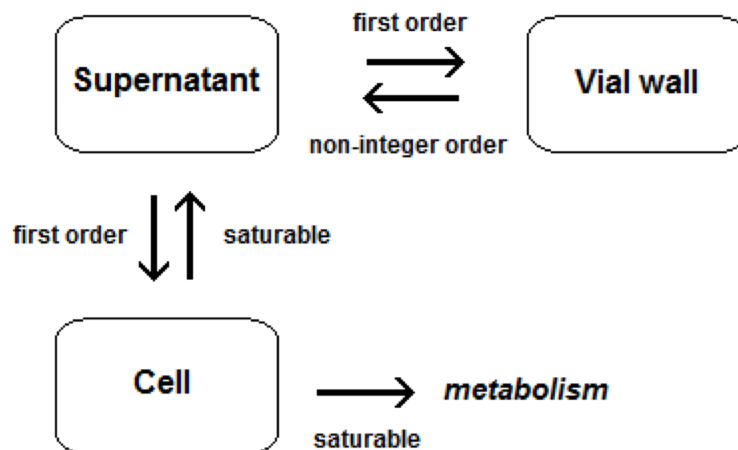 first order
Supernatant
Vial wall
non-integer order
first order
saturable
Cell
metabolism
saturable